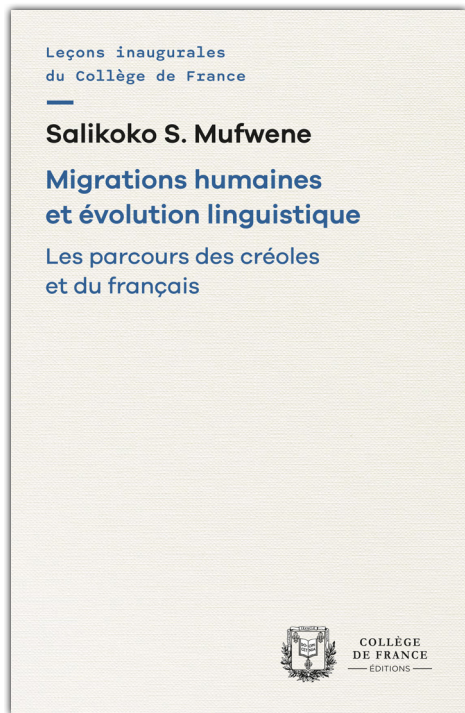 Leçons inaugurales
du Collège de France
Salikoko S. Mufwene
Migrations humaines
et évolution linguistique
Les parcours des créoles
et du français
COLLÈGE
DE FRANCE
ÉDITIONS